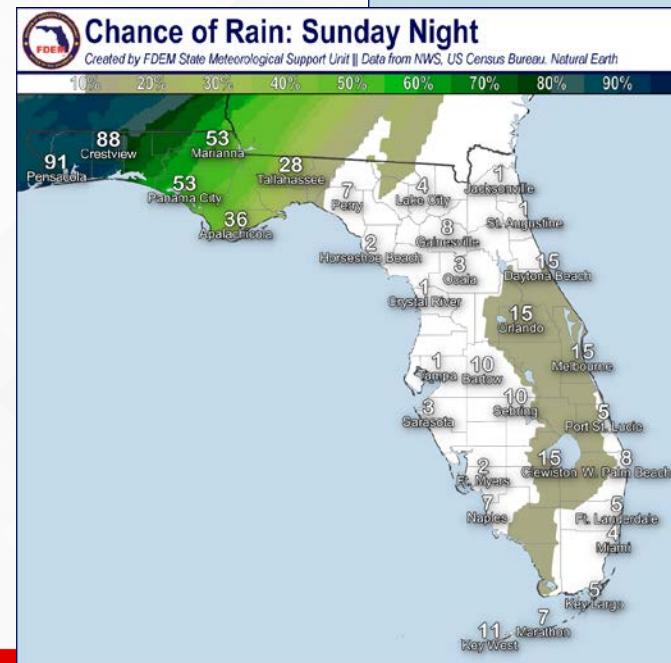 FDEM
Chance of Rain: Sunday Night
Created by FDEM State Meteorological Support Unit || Data from NWS, US Census Bureau, Natural Earth
10% 20% 30% 40% 50% 60% 70% 80% 90%
91
Pensacola
88
Crestview
53
Marianna
53
Panama City
36
Apalachicola
28
Tallahassee
7
Perry
4
Lake City
1
Jacksonville
1
St. Augustine
8
Gainesville
2
Horseshoe Beach
3
Ocala
15
Daytona Beach
1
Crystal River
15
Orlando
15
Melbourne
1
Tampa
10
Bartow
10
Sebring
3
Sarasota
5
Port St. Lucie
2
Ft. Myers
15
Clewiston
8
W. Palm Beach
7
Naples
5
Ft. Lauderdale
4
Miami
5
Key Largo
7
Marathon
11
Key West